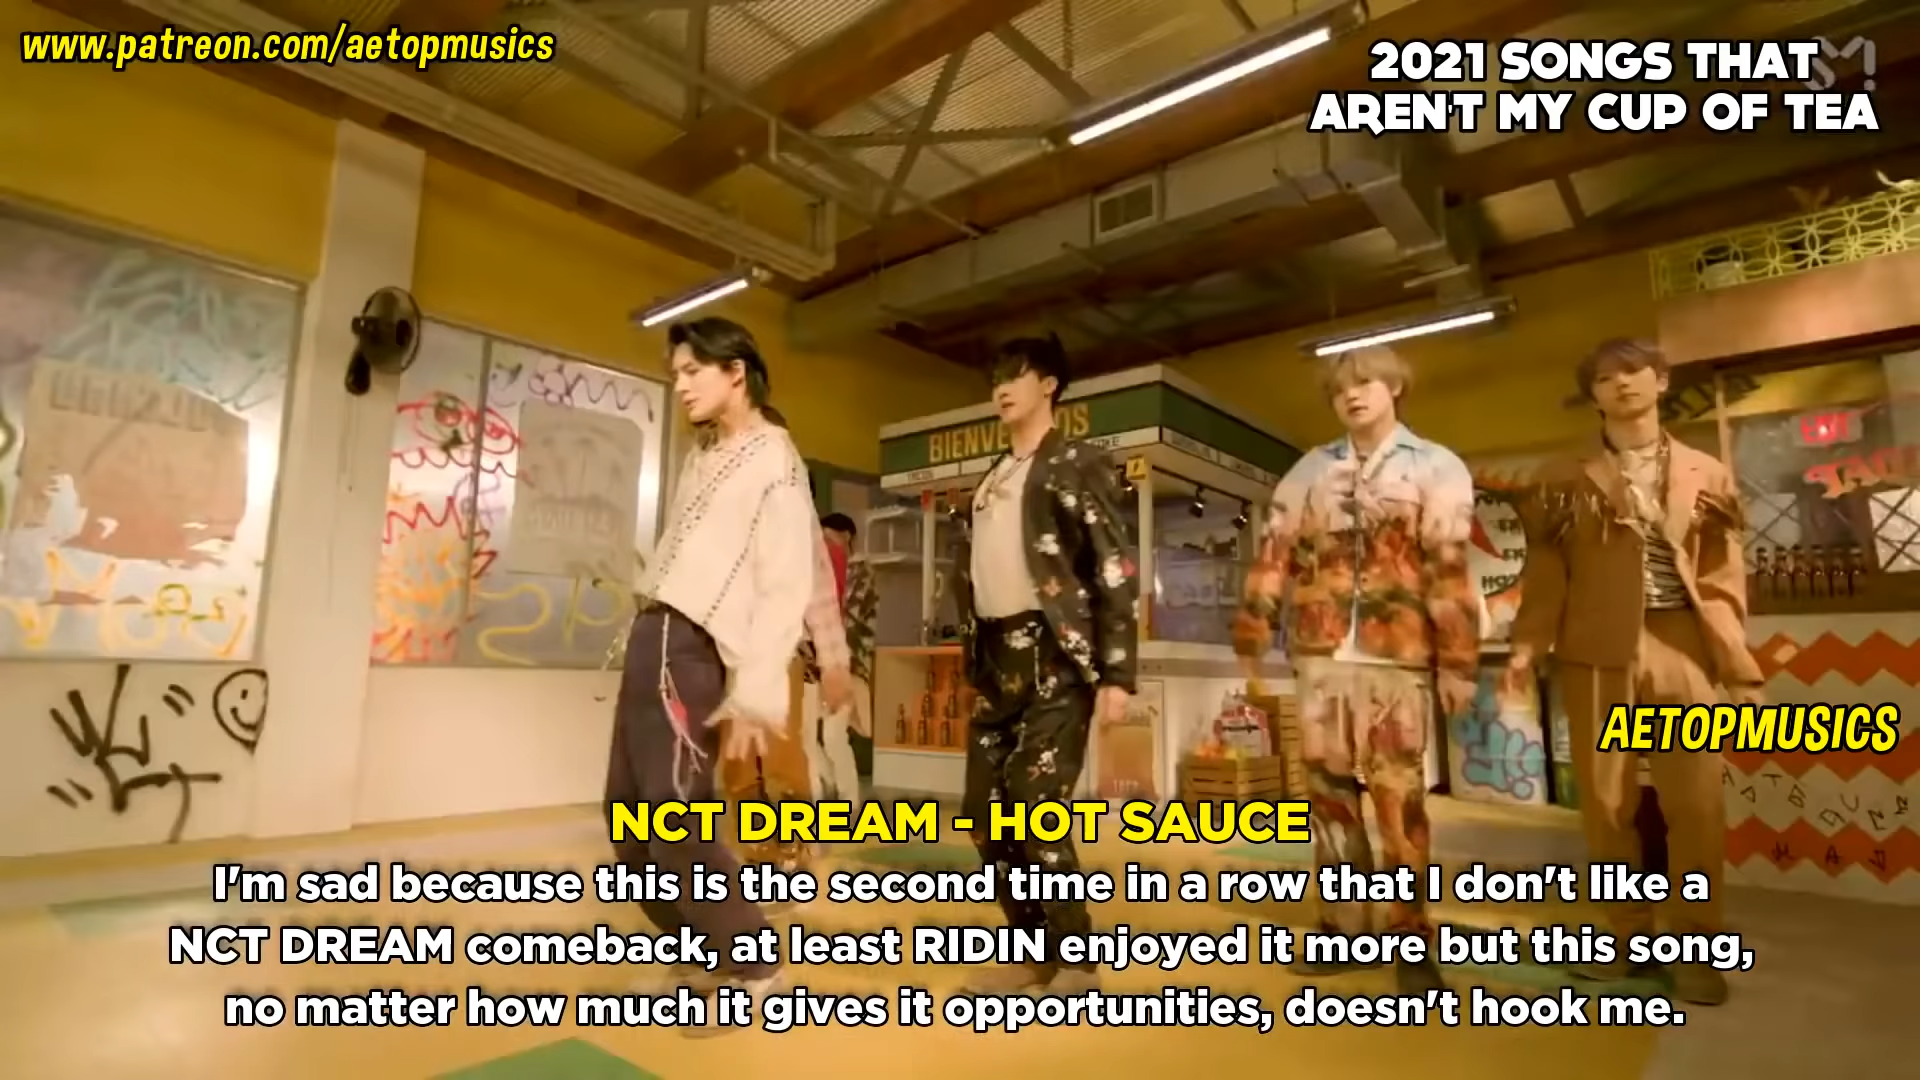 www.patreon.com/aetopmusics
2021 SONGS THAT
AREN'T MY CUP OF TEA
BIENVE
OS
AETOPMUSICS
NCT DREAM - HOT SAUCE
I'm sad because this is the second time in a row that I don't like a
NCT DREAM comeback, at least RIDIN enjoyed it more but this song,
no matter how much it gives it opportunities, doesn't hook me.